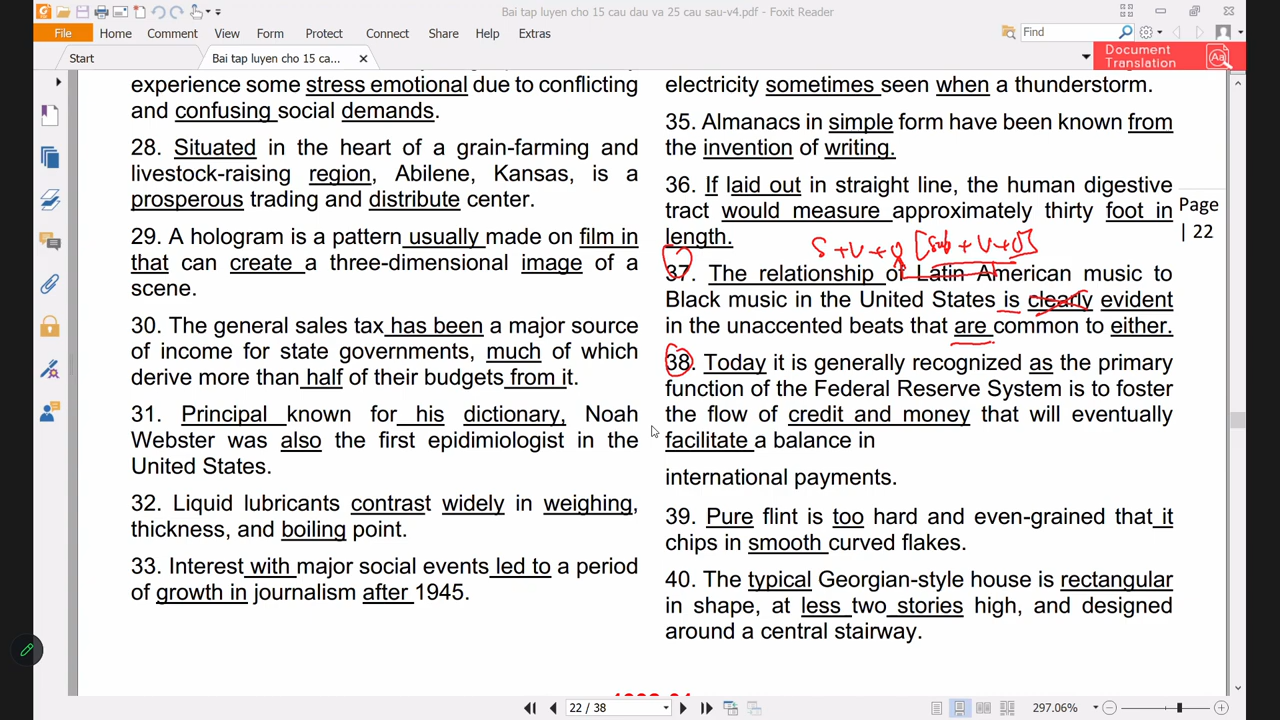 Bai tap luyen cho 15 cau dau va 25 cau sau-v4.pdf - Foxit Reader
File Home Comment View Form Protect Connect Share Help Extras
Find
Start
Bai tap luyen cho 15 ca...
Document
Translation
experience some stress emotional due to conflicting
and confusing social demands.
28. Situated in the heart of a grain-farming and
livestock-raising region, Abilene, Kansas, is a
prosperous trading and distribute center.
29. A hologram is a pattern usually made on film in
that can create a three-dimensional image of a
scene.
30. The general sales tax has been a major source
of income for state governments, much of which
derive more than half of their budgets from it.
31. Principal known for his dictionary, Noah
Webster was also the first epidimiologist in the
United States.
32. Liquid lubricants contrast widely in weighing,
thickness, and boiling point.
33. Interest with major social events led to a period
of growth in journalism after 1945.
electricity sometimes seen when a thunderstorm.
35. Almanacs in simple form have been known from
the invention of writing.
36. If laid out in straight line, the human digestive
tract would measure approximately thirty foot in
length.
S + V + g [sub + V + O]
37. The relationship of Latin American music to
Black music in the United States is clearly evident
in the unaccented beats that are common to either.
38. Today it is generally recognized as the primary
function of the Federal Reserve System is to foster
the flow of credit and money that will eventually
facilitate a balance in
international payments.
39. Pure flint is too hard and even-grained that it
chips in smooth curved flakes.
40. The typical Georgian-style house is rectangular
in shape, at less two stories high, and designed
around a central stairway.
Page
| 22
22 / 38
297.06%